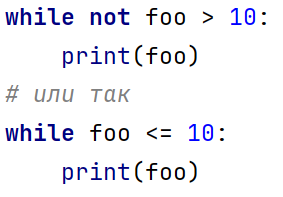 while not foo > 10:
    print(foo)
# или так
while foo <= 10:
    print(foo)